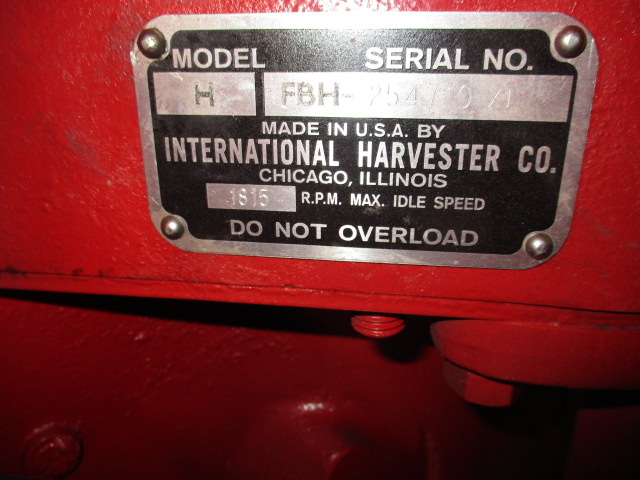 MODEL SERIAL NO.
H FBH-
MADE IN U.S.A. BY
INTERNATIONAL HARVESTER CO.
CHICAGO, ILLINOIS
1815 R.P.M. MAX. IDLE SPEED
DO NOT OVERLOAD